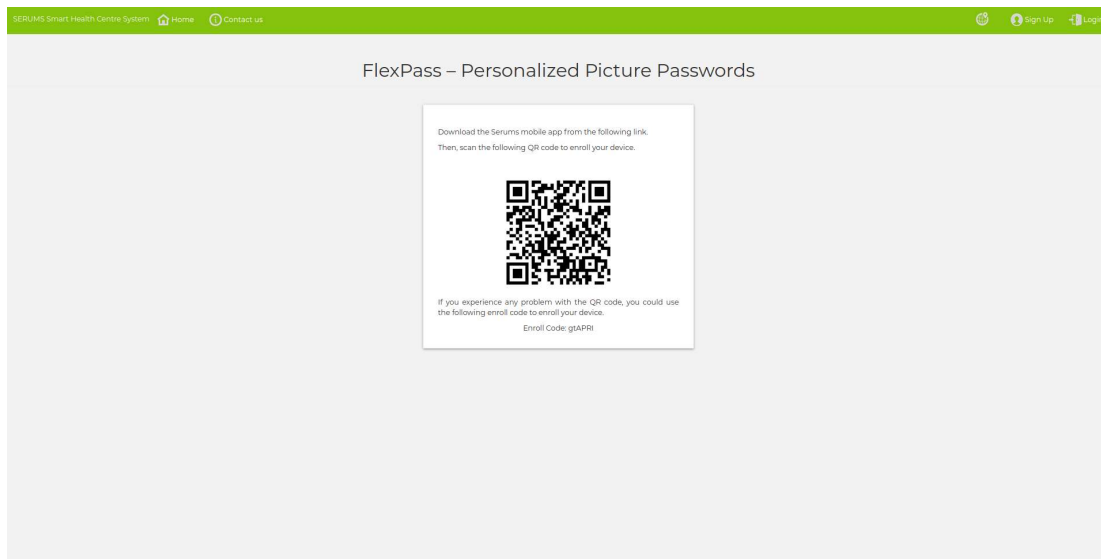 SERUMS Smart Health Centre System Home Contact us Sign Up Login
FlexPass – Personalized Picture Passwords
Download the Serums mobile app from the following link.
Then, scan the following QR code to enroll your device.
If you experience any problem with the QR code, you could use
the following enroll code to enroll your device.
Enroll Code: gtAPRI